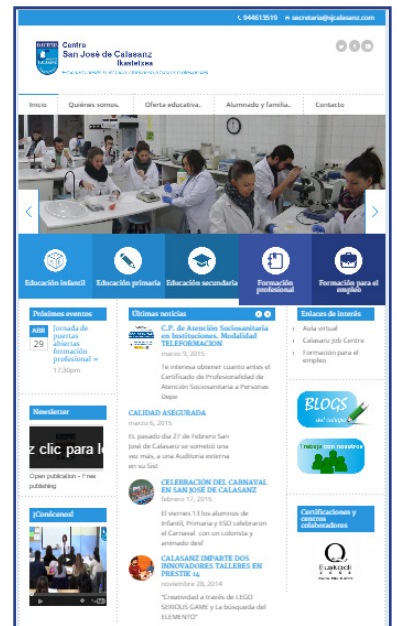 944613519 secretaria@sjcalasanz.com
Centro
San José de Calasanz
Ikastetxea
Inicio Quiénes somos. Oferta educativa. Alumnado y familia. Contacto
Educación infantil Educación primaria Educación secundaria Formación profesional Formación para el empleo
Próximos eventos
ABR
29
Jornada de
puertas
abiertas
formación
profesional »
17:30pm
Newsletter
z clic para l
Open publication - Free
publishing
¡Conócenos!
Últimas noticias
C.P. de Atención Sociosanitaria
en Instituciones. Modalidad
TELEFORMACION
marzo 9, 2015
Te interesa obtener cuanto antes el
Certificado de Profesionalidad de
Atención Sociosanitaria a Personas
Depe
CALIDAD ASEGURADA
marzo 6, 2015
EL pasado dia 27 de Febrero San
José de Calasanz se sometió una
vez más, a una Auditoria externa
en su Sist
CELEBRACIÓN DEL CARNAVAL
EN SAN JOSÉ DE CALASANZ
febrero 17, 2015
El viernes 13 los alumnos de
Infantil, Primaria y ESO celebraron
el Carnaval con un colorista y
animado desf
CALASANZ IMPARTE DOS
INNOVADORES TALLERES EN
PRESTIK 14
noviembre 28, 2014
"Creatividad a través de LEGO
SERIOUS GAME y La búsqueda del
ELEMENTO"
Enlaces de interés
Aula virtual
Calasanz Job Centre
Formación para el
empleo
BLOGS
del colegio
Trabaja con nosotros
Certificaciones y
centros
colaboradores
Q
Euskadi